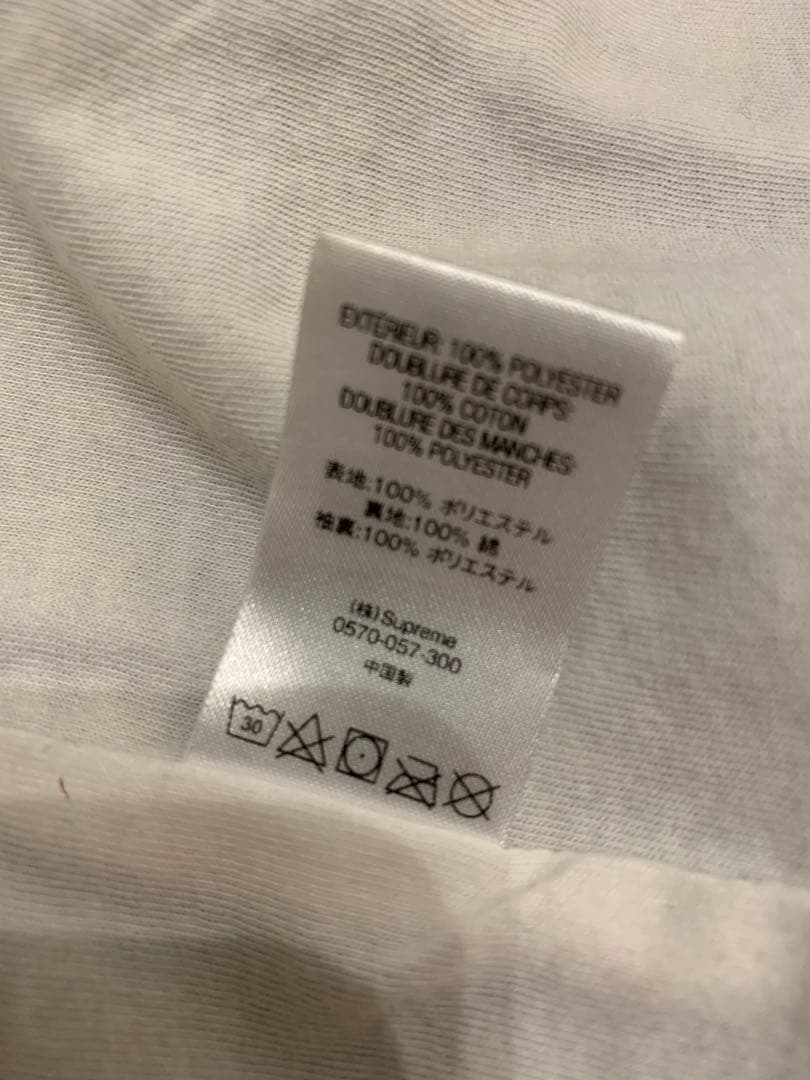 EXTÉRIEUR: 100% POLYESTER
DOUBLURE DE CORPS:
100% COTON
DOUBLURE DES MANCHES:
100% POLYESTER
表地:100% ポリエステル
裏地:100% 綿
袖裏:100% ポリエステル
(株)Supreme
0570-057-300
中国製
30